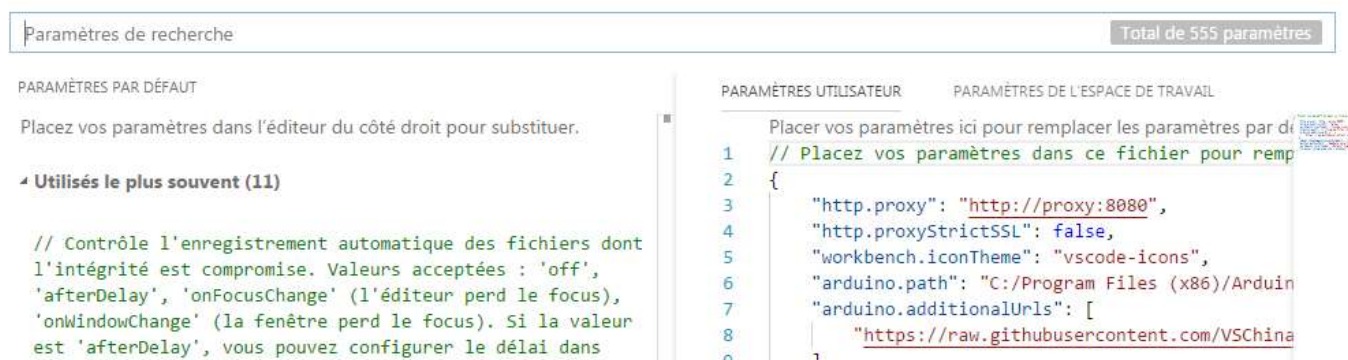 Paramètres de recherche
Total de 555 paramètres
PARAMÈTRES PAR DÉFAUT
Placez vos paramètres dans l'éditeur du côté droit pour substituer.
Utilisés le plus souvent (11)
// Contrôle l'enregistrement automatique des fichiers dont
l'intégrité est compromise. Valeurs acceptées : 'off',
'afterDelay', 'onFocusChange' (l'éditeur perd le focus),
'onWindowChange' (la fenêtre perd le focus). Si la valeur
est 'afterDelay', vous pouvez configurer le délai dans
PARAMÈTRES UTILISATEUR
PARAMÈTRES DE L'ESPACE DE TRAVAIL
Placer vos paramètres ici pour remplacer les paramètres par dé
1 // Placez vos paramètres dans ce fichier pour remp
2 {
3 "http.proxy": "http://proxy:8080",
4 "http.proxyStrictSSL": false,
5 "workbench.iconTheme": "vscode-icons",
6 "arduino.path": "C:/Program Files (x86)/Arduin
7 "arduino.additionalUrls": [
8 "https://raw.githubusercontent.com/VSChina